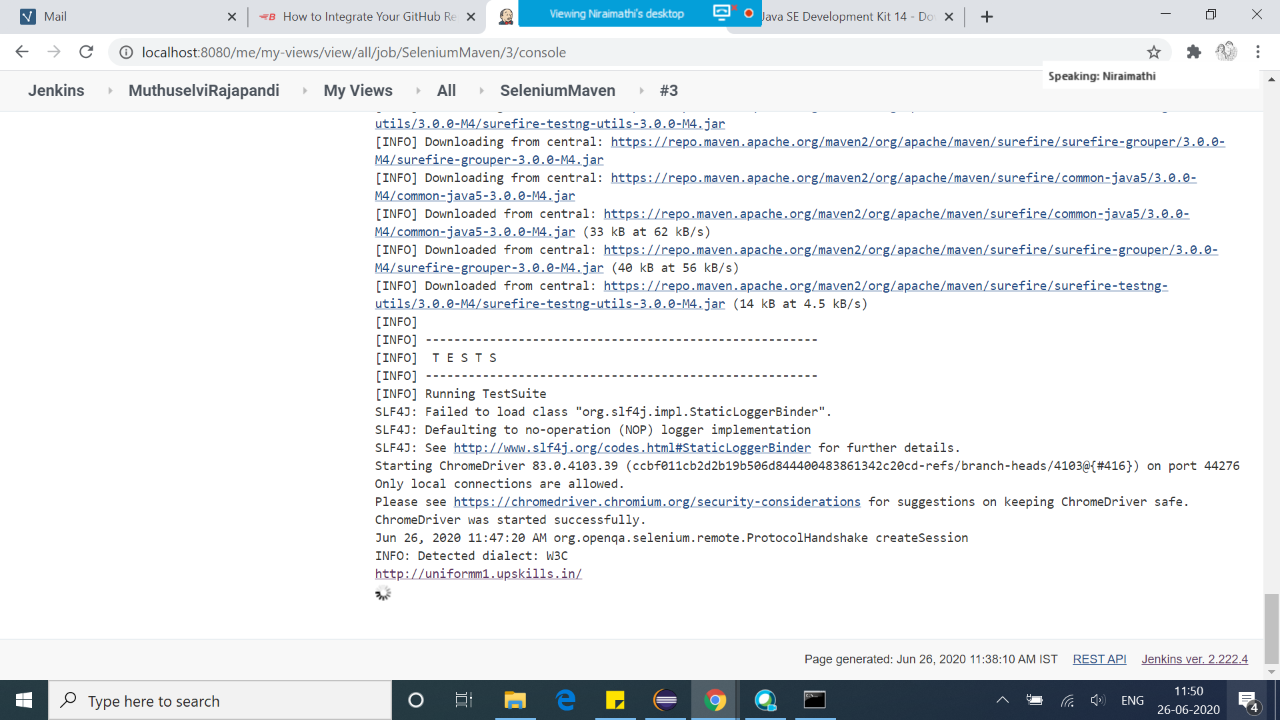 Mail
How to Integrate Your GitHub R
Viewing Niraimathi's desktop
Java SE Development Kit 14 - Do
localhost:8080/me/my-views/view/all/job/SeleniumMaven/3/console
Speaking: Niraimathi
Jenkins
MuthuselviRajapandi
My Views
All
SeleniumMaven
#3
utils/3.0.0-M4/surefire-testng-utils-3.0.0-M4.jar
[INFO] Downloading from central: https://repo.maven.apache.org/maven2/org/apache/maven/surefire/surefire-grouper/3.0.0-
M4/surefire-grouper-3.0.0-M4.jar
[INFO] Downloading from central: https://repo.maven.apache.org/maven2/org/apache/maven/surefire/common-java5/3.0.0-
M4/common-java5-3.0.0-M4.jar
[INFO] Downloaded from central: https://repo.maven.apache.org/maven2/org/apache/maven/surefire/common-java5/3.0.0-
M4/common-java5-3.0.0-M4.jar (33 kB at 62 kB/s)
[INFO] Downloaded from central: https://repo.maven.apache.org/maven2/org/apache/maven/surefire/surefire-grouper/3.0.0-
M4/surefire-grouper-3.0.0-M4.jar (40 kB at 56 kB/s)
[INFO] Downloaded from central: https://repo.maven.apache.org/maven2/org/apache/maven/surefire/surefire-testng-
utils/3.0.0-M4/surefire-testng-utils-3.0.0-M4.jar (14 kB at 4.5 kB/s)
[INFO]
[INFO] -------------------------------------------------------
[INFO]  T E S T S
[INFO] -------------------------------------------------------
[INFO] Running TestSuite
SLF4J: Failed to load class "org.slf4j.impl.StaticLoggerBinder".
SLF4J: Defaulting to no-operation (NOP) logger implementation
SLF4J: See http://www.slf4j.org/codes.html#StaticLoggerBinder for further details.
Starting ChromeDriver 83.0.4103.39 (ccbf011cb2d2b19b506d844400483861342c20cd-refs/branch-heads/4103@{#416}) on port 44276
Only local connections are allowed.
Please see https://chromedriver.chromium.org/security-considerations for suggestions on keeping ChromeDriver safe.
ChromeDriver was started successfully.
Jun 26, 2020 11:47:20 AM org.openqa.selenium.remote.ProtocolHandshake createSession
INFO: Detected dialect: W3C
http://uniformm1.upskills.in/
Page generated: Jun 26, 2020 11:38:10 AM IST
REST API
Jenkins ver. 2.222.4
Type here to search
ENG
11:50
26-06-2020
4